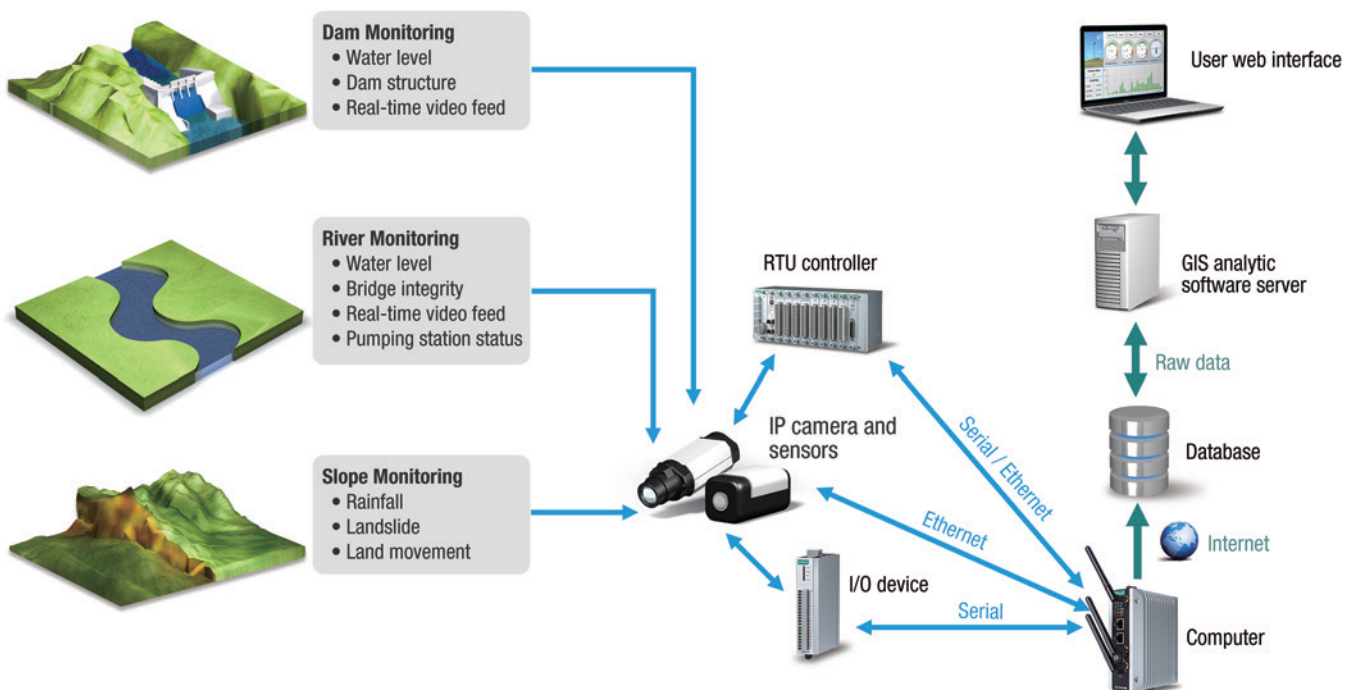 Dam Monitoring
• Water level
• Dam structure
• Real-time video feed
River Monitoring
• Water level
• Bridge integrity
• Real-time video feed
• Pumping station status
Slope Monitoring
• Rainfall
• Landslide
• Land movement
RTU controller
IP camera and
sensors
I/O device
Serial / Ethernet
Ethernet
Serial
User web interface
GIS analytic
software server
Raw data
Database
Internet
Computer